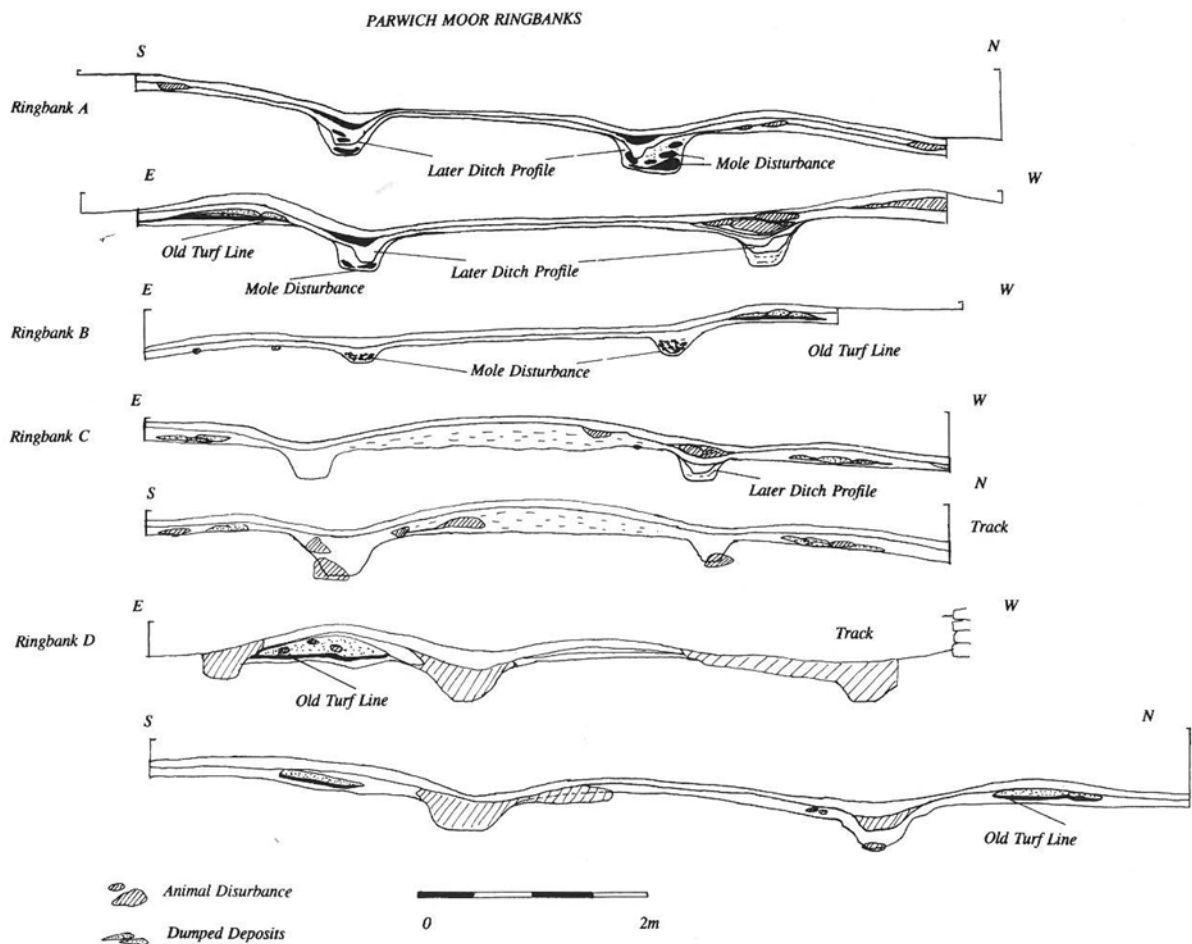 PARWICH MOOR RINGBANKS
S N
Ringbank A
Later Ditch Profile Mole Disturbance
E W
Old Turf Line Later Ditch Profile
Mole Disturbance
E W
Ringbank B
Old Turf Line
Mole Disturbance
E W
Ringbank C
Later Ditch Profile
S N
Track
E W
Ringbank D Track
Old Turf Line
S N
Old Turf Line
Animal Disurbance
0 2m
Dumped Deposits